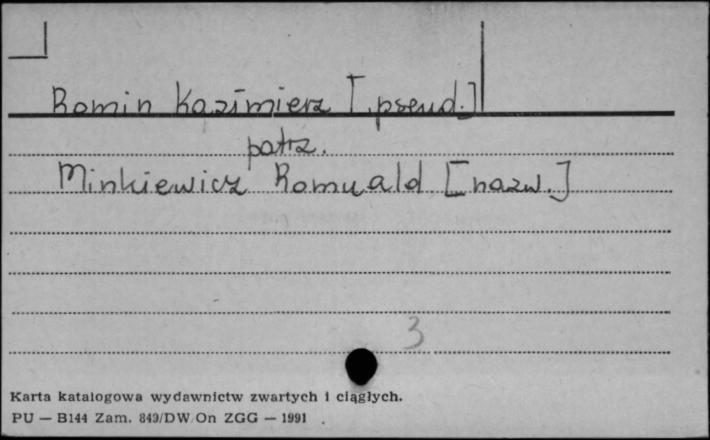 Romin Kazimierz [pseud.]
patrz.
Minkiewicz Romuald [nazw.]
3
Karta katalogowa wydawnictw zwartych i ciągłych.
PU — B144 Zam. 849/DW/On ZGG — 1991